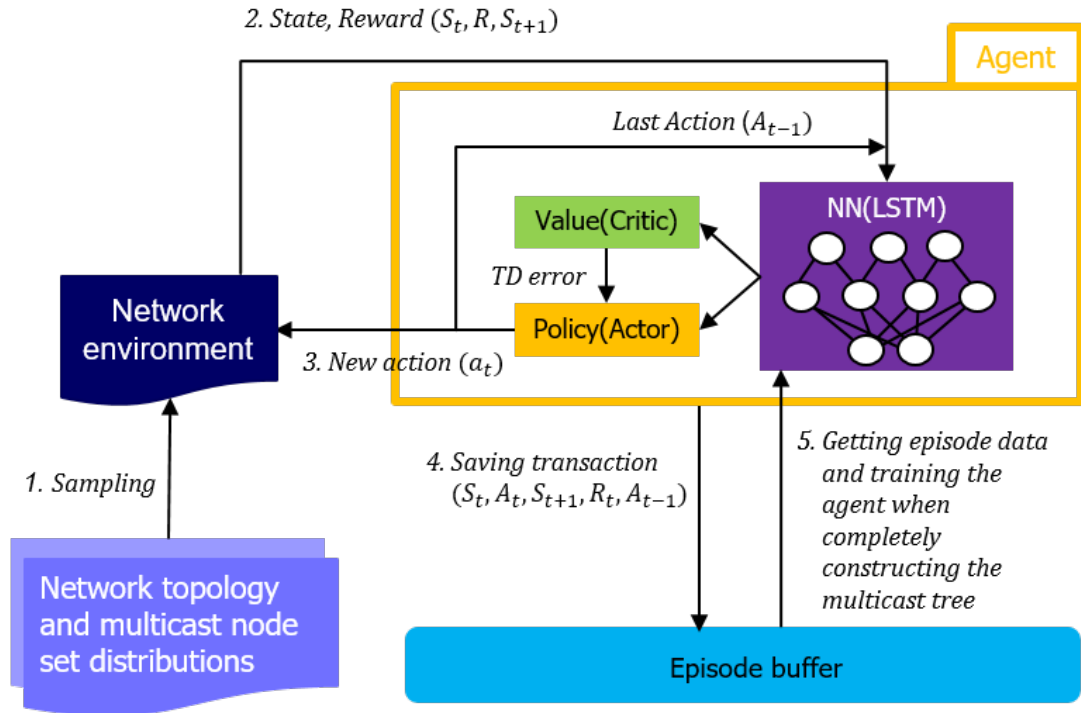 2. State, Reward (S_t, R, S_{t+1})
Agent
Last Action (A_{t−1})
NN(LSTM)
Value(Critic)
TD error
Policy(Actor)
Network
environment
3. New action (a_t)
1. Sampling
4. Saving transaction
(S_t, A_t, S_{t+1}, R_t, A_{t−1})
5. Getting episode data
and training the
agent when
completely
constructing the
multicast tree
Network topology
and multicast node
set distributions
Episode buffer